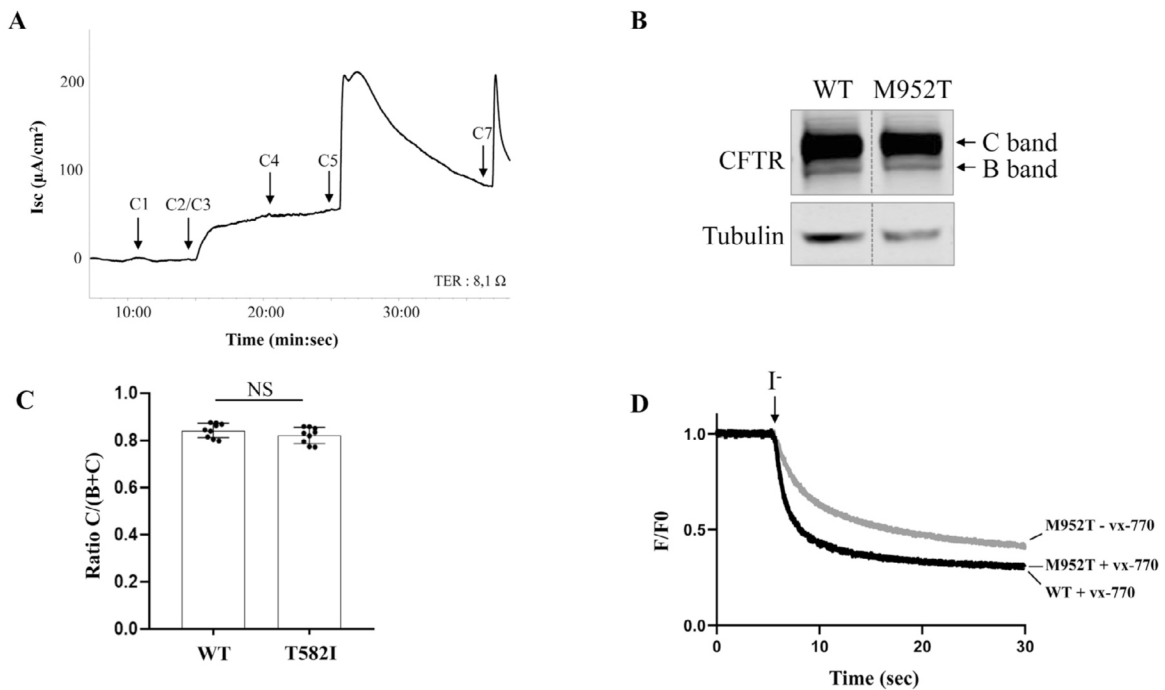 A
Isc (µA/cm²)
200
100
0
C1
C2/C3
C4
C5
C7
TER : 8,1 Ω
10:00
20:00
30:00
Time (min:sec)
B
WT
M952T
CFTR
C band
B band
Tubulin
C
NS
Ratio C/(B+C)
1.0
0.8
0.6
0.4
0.2
0.0
WT
T582I
D
I⁻
F/F0
1.0
0.5
0.0
M952T - vx-770
M952T + vx-770
WT + vx-770
0
10
20
30
Time (sec)